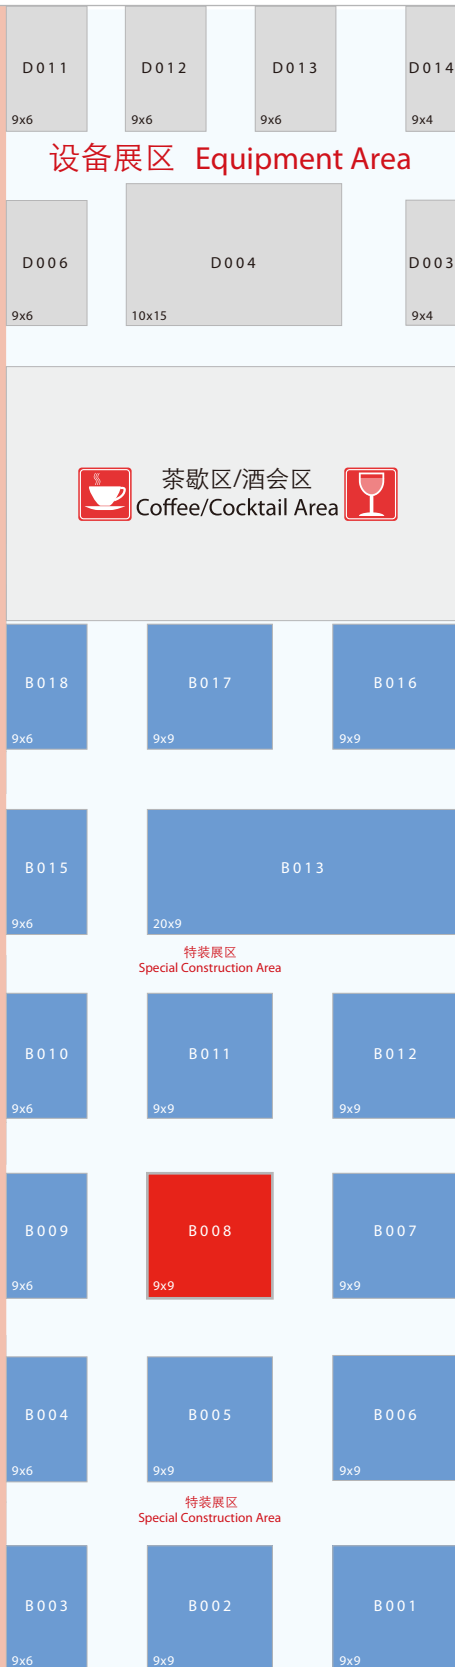 D011
D012
D013
D014
9x6
9x6
9x6
9x4
设备展区 Equipment Area
D006
D004
D003
9x6
10x15
9x4
茶歇区/酒会区
Coffee/Cocktail Area
B018
B017
B016
9x6
9x9
9x9
B015
B013
9x6
20x9
特装展区
Special Construction Area
B010
B011
B012
9x6
9x9
9x9
B009
B008
B007
9x6
9x9
9x9
B004
B005
B006
9x6
9x9
9x9
特装展区
Special Construction Area
B003
B002
B001
9x6
9x9
9x9